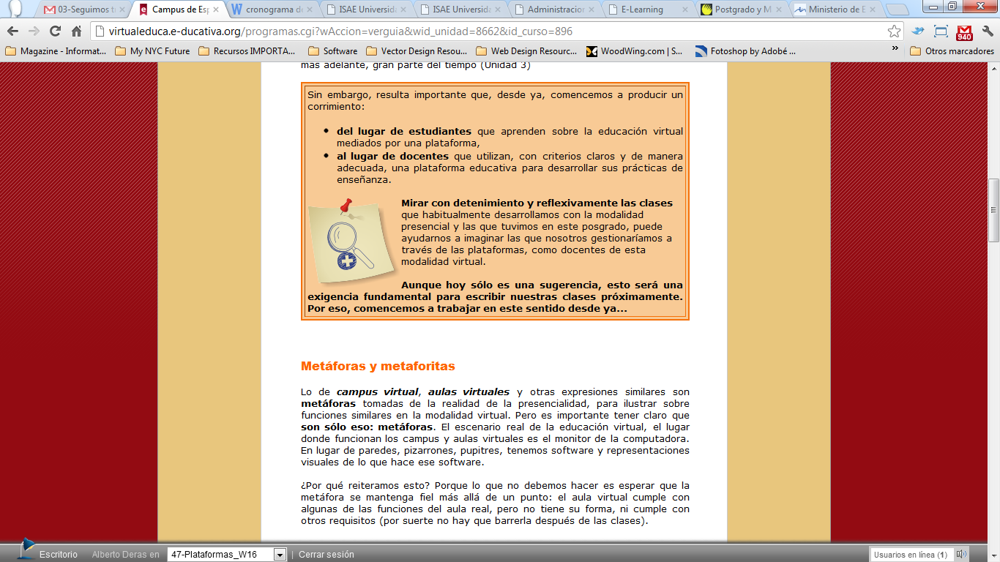 03-Seguimos t
Campus de Esp
cronograma de
ISAE Universida
ISAE Universida
Administracion
E-Learning
Postgrado y M
Ministerio de E
virtualeduca.e-ducativa.org/programas.cgi?wAccion=verguia&wid_unidad=8662&id_curso=896
940
Magazine - Informat...
My NYC Future
Recursos IMPORTA...
Software
Vector Design Resou...
Web Design Resourc...
WoodWing.com | S...
Fotoshop by Adobé ...
»
Otros marcadores
más adelante, gran parte del tiempo (Unidad 3)
Sin embargo, resulta importante que, desde ya, comencemos a producir un
corrimiento:
• del lugar de estudiantes que aprenden sobre la educación virtual
mediados por una plataforma,
• al lugar de docentes que utilizan, con criterios claros y de manera
adecuada, una plataforma educativa para desarrollar sus prácticas de
enseñanza.
Mirar con detenimiento y reflexivamente las clases
que habitualmente desarrollamos con la modalidad
presencial y las que tuvimos en este posgrado, puede
ayudarnos a imaginar las que nosotros gestionaríamos a
través de las plataformas, como docentes de esta
modalidad virtual.
Aunque hoy sólo es una sugerencia, esto será una
exigencia fundamental para escribir nuestras clases próximamente.
Por eso, comencemos a trabajar en este sentido desde ya...
Metáforas y metaforitas
Lo de campus virtual, aulas virtuales y otras expresiones similares son
metáforas tomadas de la realidad de la presencialidad, para ilustrar sobre
funciones similares en la modalidad virtual. Pero es importante tener claro que
son sólo eso: metáforas. El escenario real de la educación virtual, el lugar
donde funcionan los campus y aulas virtuales es el monitor de la computadora.
En lugar de paredes, pizarrones, pupitres, tenemos software y representaciones
visuales de lo que hace ese software.
¿Por qué reiteramos esto? Porque lo que no debemos hacer es esperar que la
metáfora se mantenga fiel más allá de un punto: el aula virtual cumple con
algunas de las funciones del aula real, pero no tiene su forma, ni cumple con
otros requisitos (por suerte no hay que barrerla después de las clases).
Escritorio
Alberto Deras en
47-Plataformas_W16
| Cerrar sesión
Usuarios en línea (1)